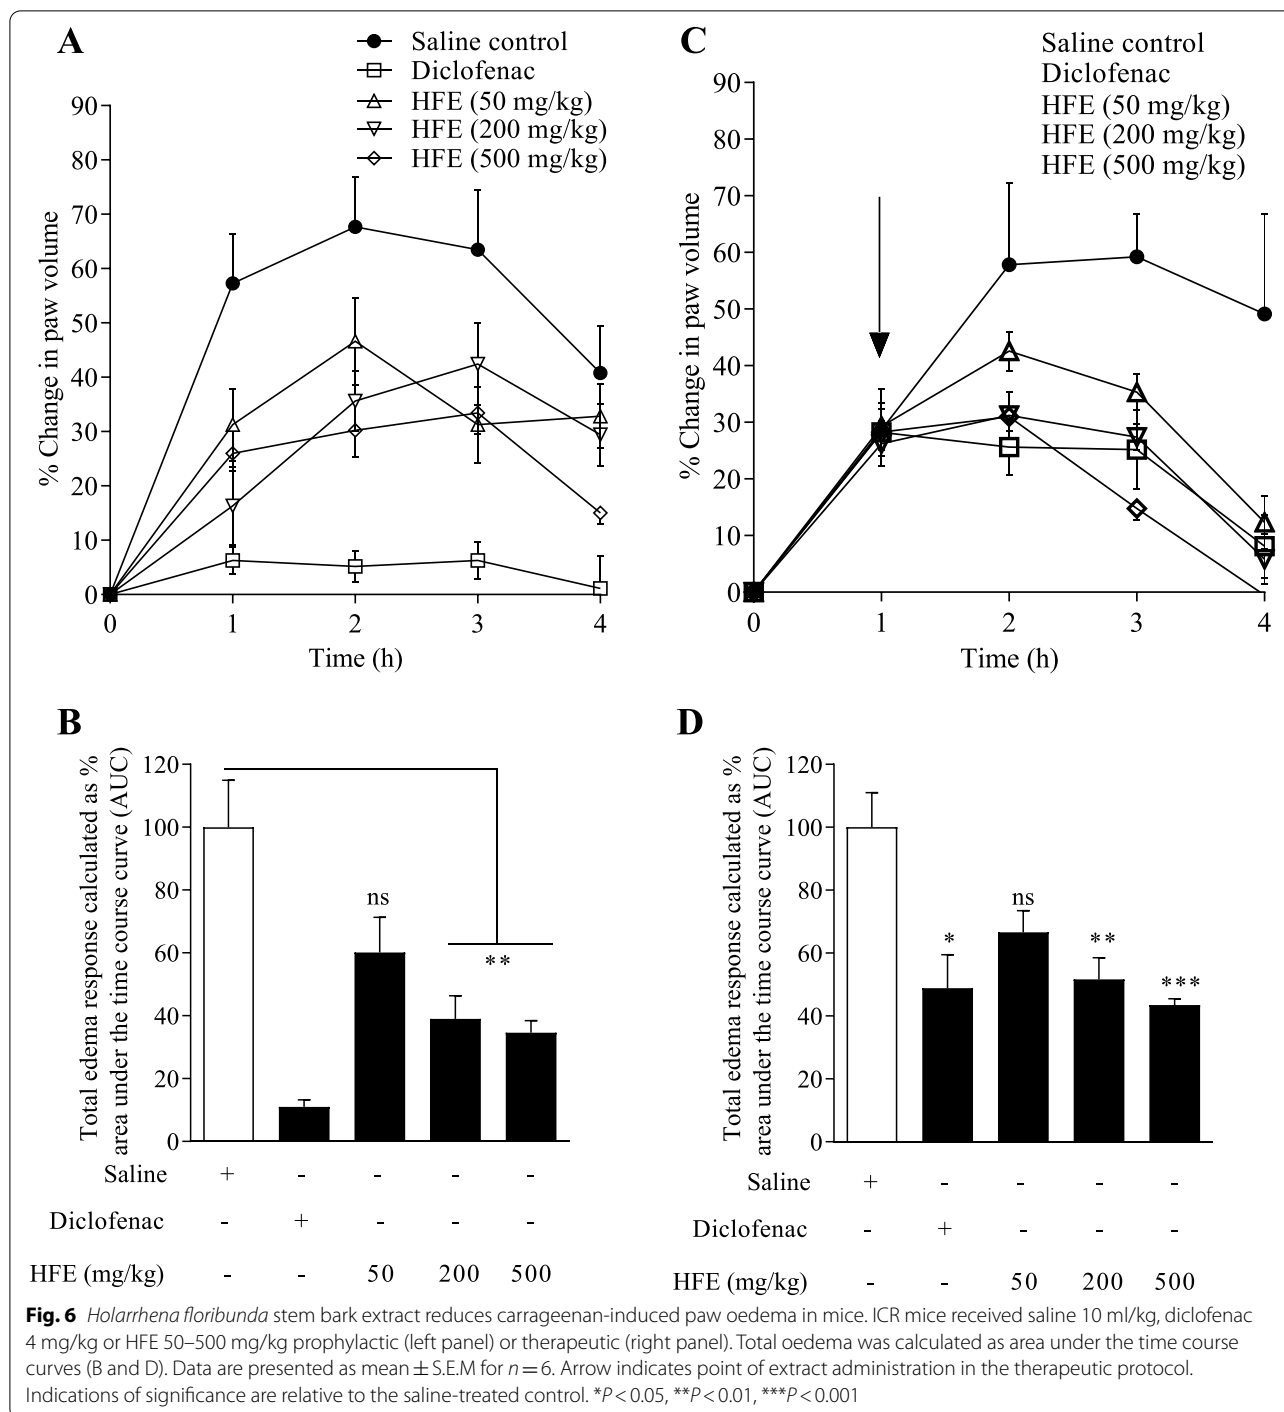 A
Saline control
Diclofenac
HFE (50 mg/kg)
HFE (200 mg/kg)
HFE (500 mg/kg)
% Change in paw volume
90
80
70
60
50
40
30
20
10
0
0 1 2 3 4
Time (h)
C
Saline control
Diclofenac
HFE (50 mg/kg)
HFE (200 mg/kg)
HFE (500 mg/kg)
% Change in paw volume
90
80
70
60
50
40
30
20
10
0
0 1 2 3 4
Time (h)
B
Total edema response calculated as %
area under the time course curve (AUC)
120
100
80
60
40
20
0
ns
**
Saline + - - - -
Diclofenac - + - - -
HFE (mg/kg) - - 50 200 500
D
Total edema response calculated as %
area under the time course curve (AUC)
120
100
80
60
40
20
0
*
ns
**
***
Saline + - - - -
Diclofenac - + - - -
HFE (mg/kg) - - 50 200 500
Fig. 6 Holarrhena floribunda stem bark extract reduces carrageenan-induced paw oedema in mice. ICR mice received saline 10 ml/kg, diclofenac
4 mg/kg or HFE 50–500 mg/kg prophylactic (left panel) or therapeutic (right panel). Total oedema was calculated as area under the time course
curves (B and D). Data are presented as mean ± S.E.M for n = 6. Arrow indicates point of extract administration in the therapeutic protocol.
Indications of significance are relative to the saline-treated control. *P < 0.05, **P < 0.01, ***P < 0.001